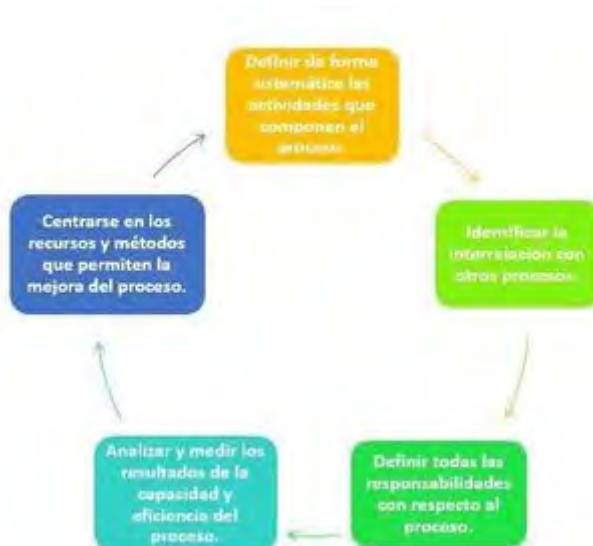 Definir de forma
sistemática las
actividades que
componen el
proceso.
Identificar la
interrelación con
otros procesos.
Definir todas las
responsabilidades
con respecto al
proceso.
Analizar y medir los
resultados de la
capacidad y
eficiencia del
proceso.
Centrarse en los
recursos y métodos
que permiten la
mejora del proceso.